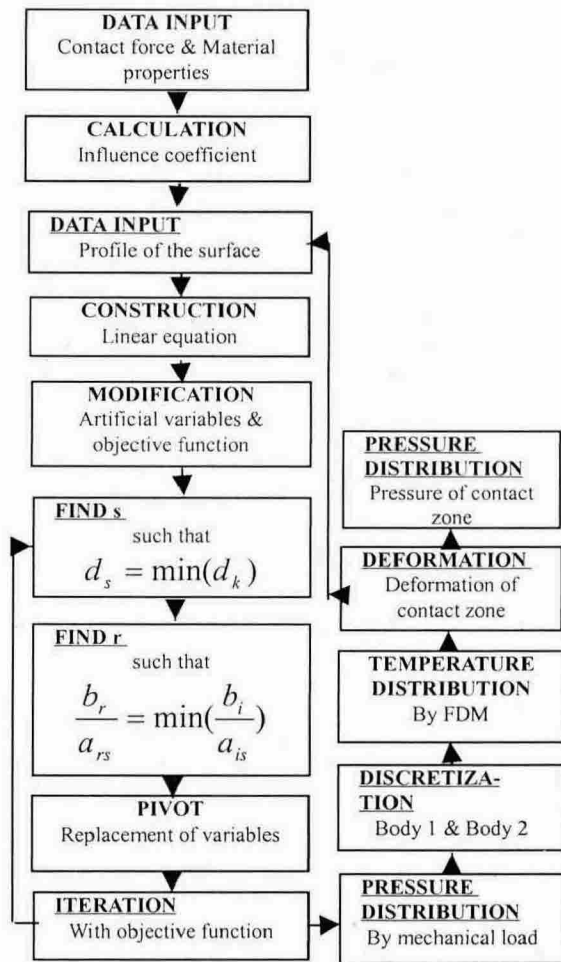 DATA INPUT
Contact force & Material
properties
CALCULATION
Influence coefficient
DATA INPUT
Profile of the surface
CONSTRUCTION
Linear equation
MODIFICATION
Artificial variables &
objective function
FIND s
such that
d_s = min(d_k)
FIND r
such that
b_r / a_rs = min(b_i / a_is)
PIVOT
Replacement of variables
ITERATION
With objective function
PRESSURE
DISTRIBUTION
Pressure of contact
zone
DEFORMATION
Deformation of
contact zone
TEMPERATURE
DISTRIBUTION
By FDM
DISCRETIZA-
TION
Body 1 & Body 2
PRESSURE
DISTRIBUTION
By mechanical load